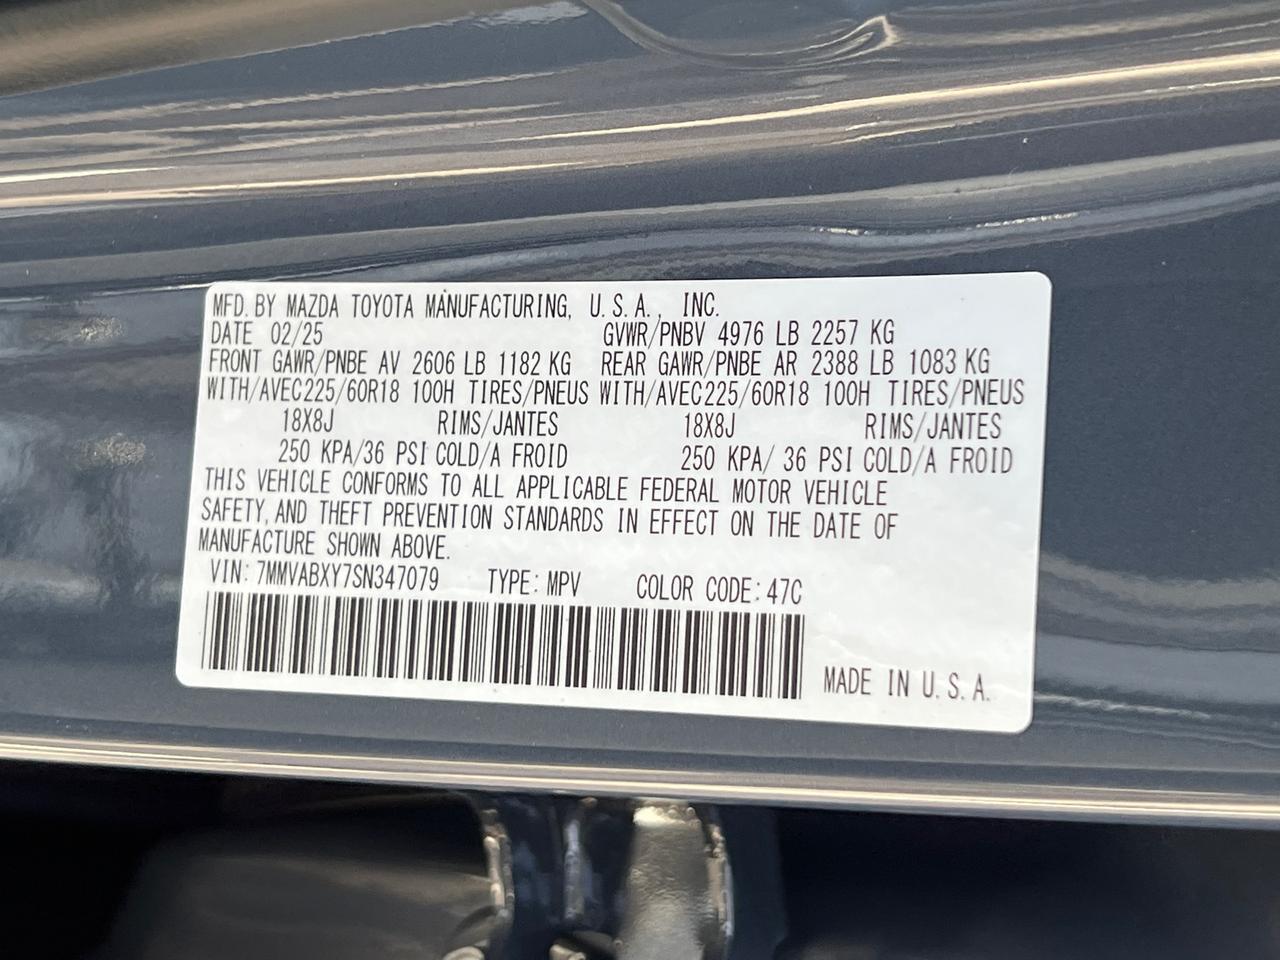 MFD. BY MAZDA TOYOTA MANUFACTURING, U.S.A., INC.
DATE 02/25 GVWR/PNBV 4976 LB 2257 KG
FRONT GAWR/PNBE AV 2606 LB 1182 KG REAR GAWR/PNBE AR 2388 LB 1083 KG
WITH/AVEC225/60R18 100H TIRES/PNEUS WITH/AVEC225/60R18 100H TIRES/PNEUS
18X8J RIMS/JANTES 18X8J RIMS/JANTES
250 KPA/36 PSI COLD/A FROID 250 KPA/ 36 PSI COLD/A FROID
THIS VEHICLE CONFORMS TO ALL APPLICABLE FEDERAL MOTOR VEHICLE
SAFETY, AND THEFT PREVENTION STANDARDS IN EFFECT ON THE DATE OF
MANUFACTURE SHOWN ABOVE.
VIN: 7MMVABXY7SN347079 TYPE: MPV COLOR CODE: 47C
MADE IN U.S.A.